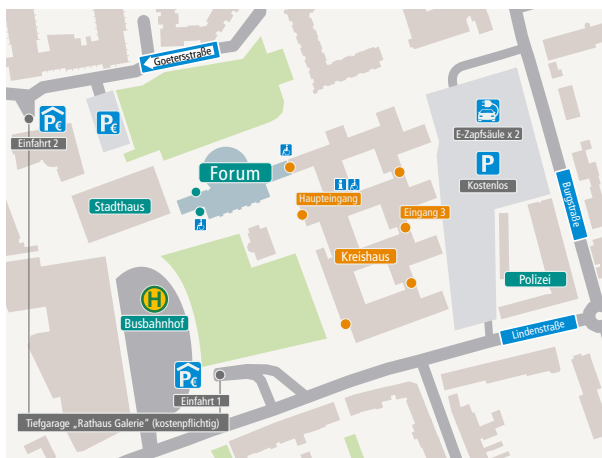 Goetersstraße
P€
P€
Einfahrt 2
E-Zapfsäule x 2
P
Kostenlos
Forum
i
Haupteingang
Stadthaus
Eingang 3
Burgstraße
Kreishaus
Polizei
H
Busbahnhof
Lindenstraße
P€
Einfahrt 1
Tiefgarage „Rathaus Galerie“ (kostenpflichtig)